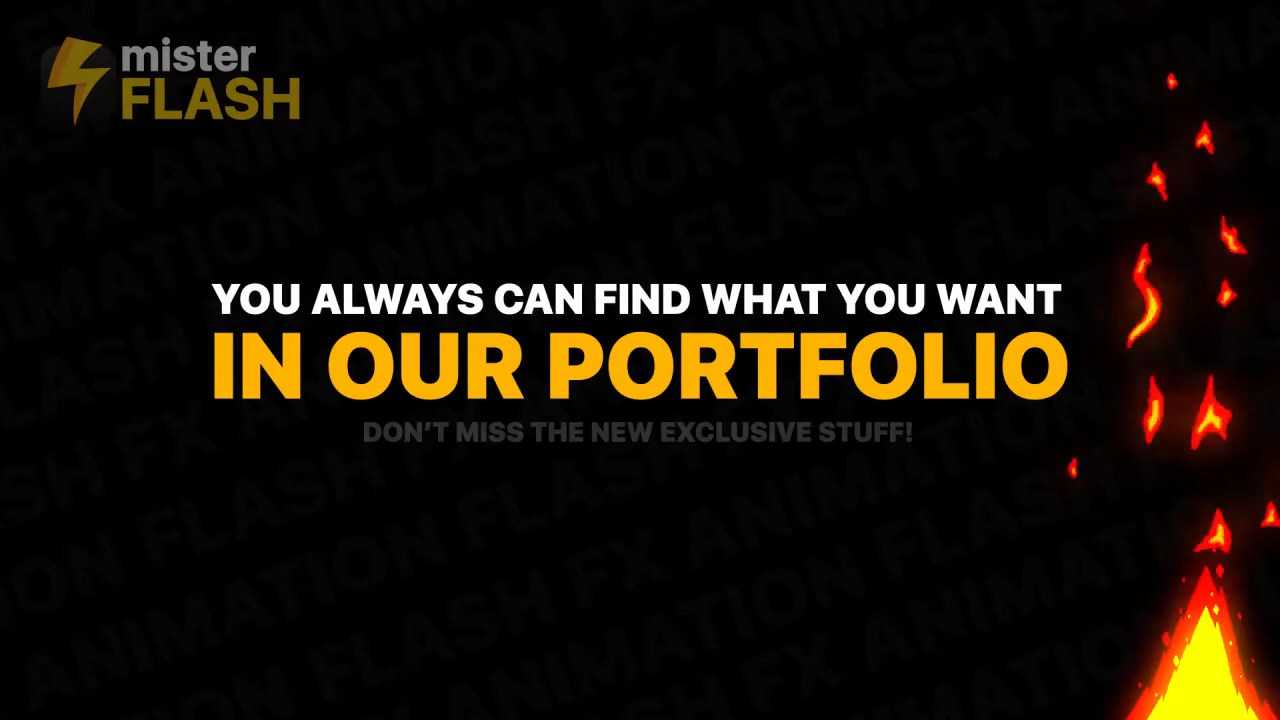 mister
FLASH
YOU ALWAYS CAN FIND WHAT YOU WANT
IN OUR PORTFOLIO
DON'T MISS THE NEW EXCLUSIVE STUFF!